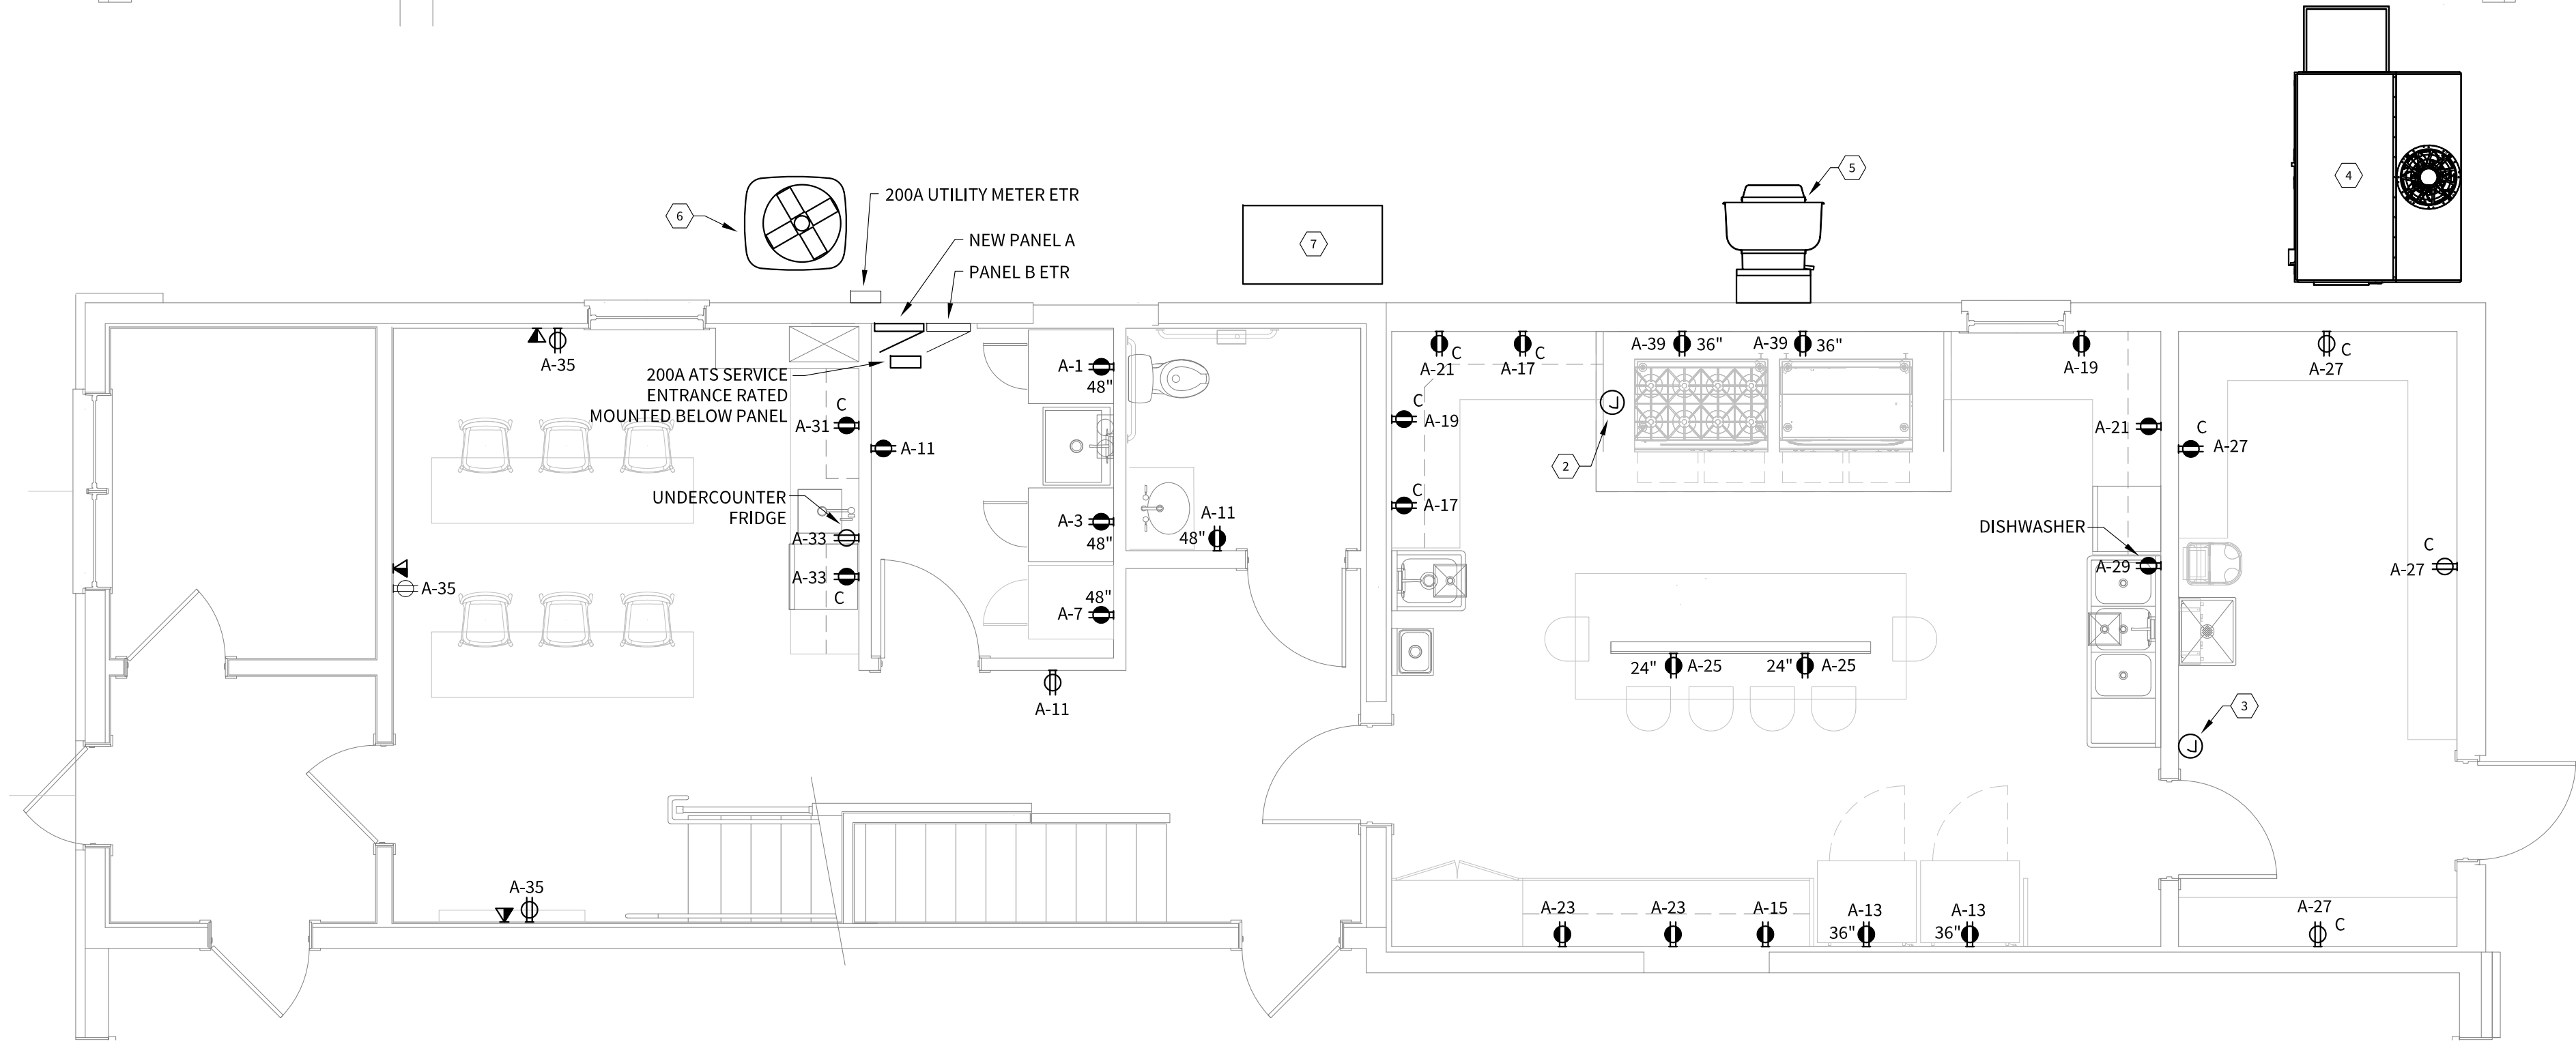 5
4
6
200A UTILITY METER ETR
7
NEW PANEL A
PANEL B ETR
A-35
200A ATS SERVICE
ENTRANCE RATED
MOUNTED BELOW PANEL
A-1
48"
C
A-31
A-11
UNDERCOUNTER
FRIDGE
A-33
A-3
48"
A-11
48"
A-33
C
A-35
48"
A-7
A-11
A-35
C
A-21
C
A-17
A-39
36"
A-39
36"
A-19
C
A-27
C
A-19
2
A-21
C
A-27
C
A-17
DISHWASHER
A-29
C
A-27
24"
A-25
24"
A-25
3
A-23
A-23
A-15
A-13
36"
A-13
36"
A-27
C